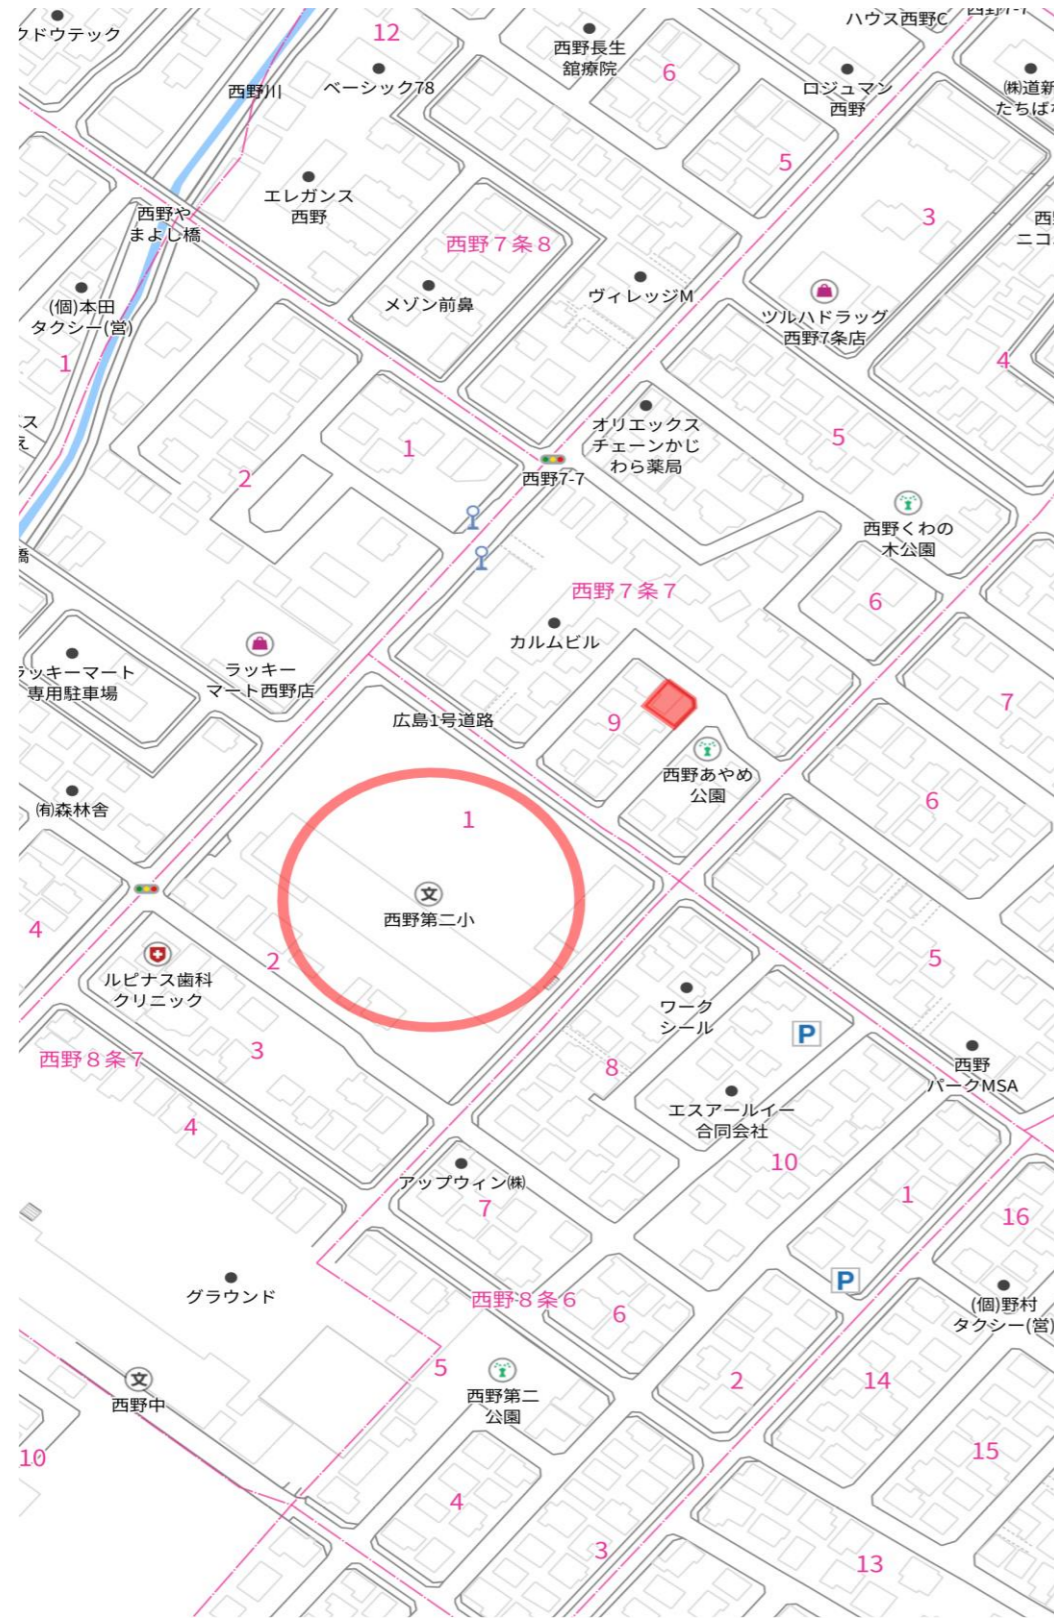 クドウテック
12
西野長生
舘療院
6
ハウス西野C
西野7-7
ベーシック78
西野川
ロジュマン
西野
㈱道新
たちばな
5
エレガンス
西野
西野や
まよし橋
3
西野７条８
(個)本田
タクシー(営)
メゾン前鼻
ヴィレッジM
ツルハドラッグ
西野7条店
1
4
オリエックス
チェーンかじ
わら薬局
5
1
2
西野7-7
西野くわの
木公園
橋
西野７条７
6
カルムビル
ラッキーマート
専用駐車場
ラッキー
マート西野店
7
広島1号道路
9
西野あやめ
公園
㈲森林舎
1
6
文
西野第二小
4
2
5
ルピナス歯科
クリニック
ワーク
シール
P
西野８条７
3
8
西野
パークMSA
4
エスアールイー
合同会社
10
アップウィン㈱
7
1
16
グラウンド
西野８条６
6
P
(個)野村
タクシー(営)
5
文
西野中
西野第二
公園
2
14
10
15
4
3
13